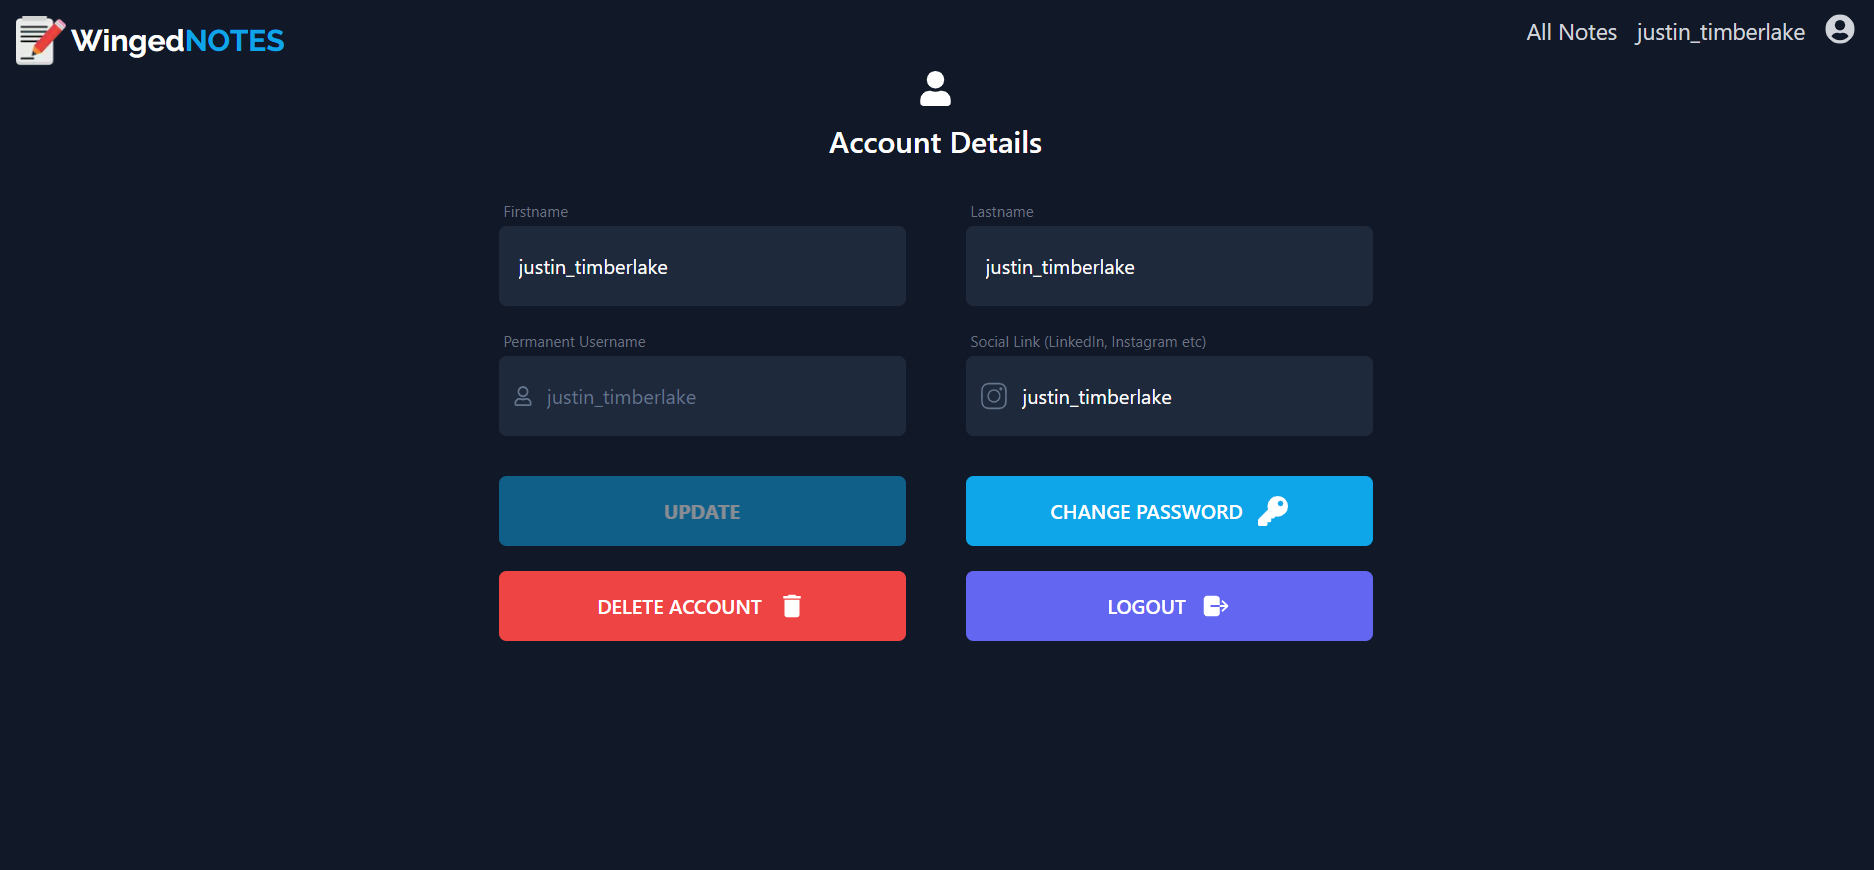 WingedNOTES
All Notes justin_timberlake
Account Details
Firstname
justin_timberlake
Lastname
justin_timberlake
Permanent Username
justin_timberlake
Social Link (LinkedIn, Instagram etc)
justin_timberlake
UPDATE
CHANGE PASSWORD
DELETE ACCOUNT
LOGOUT